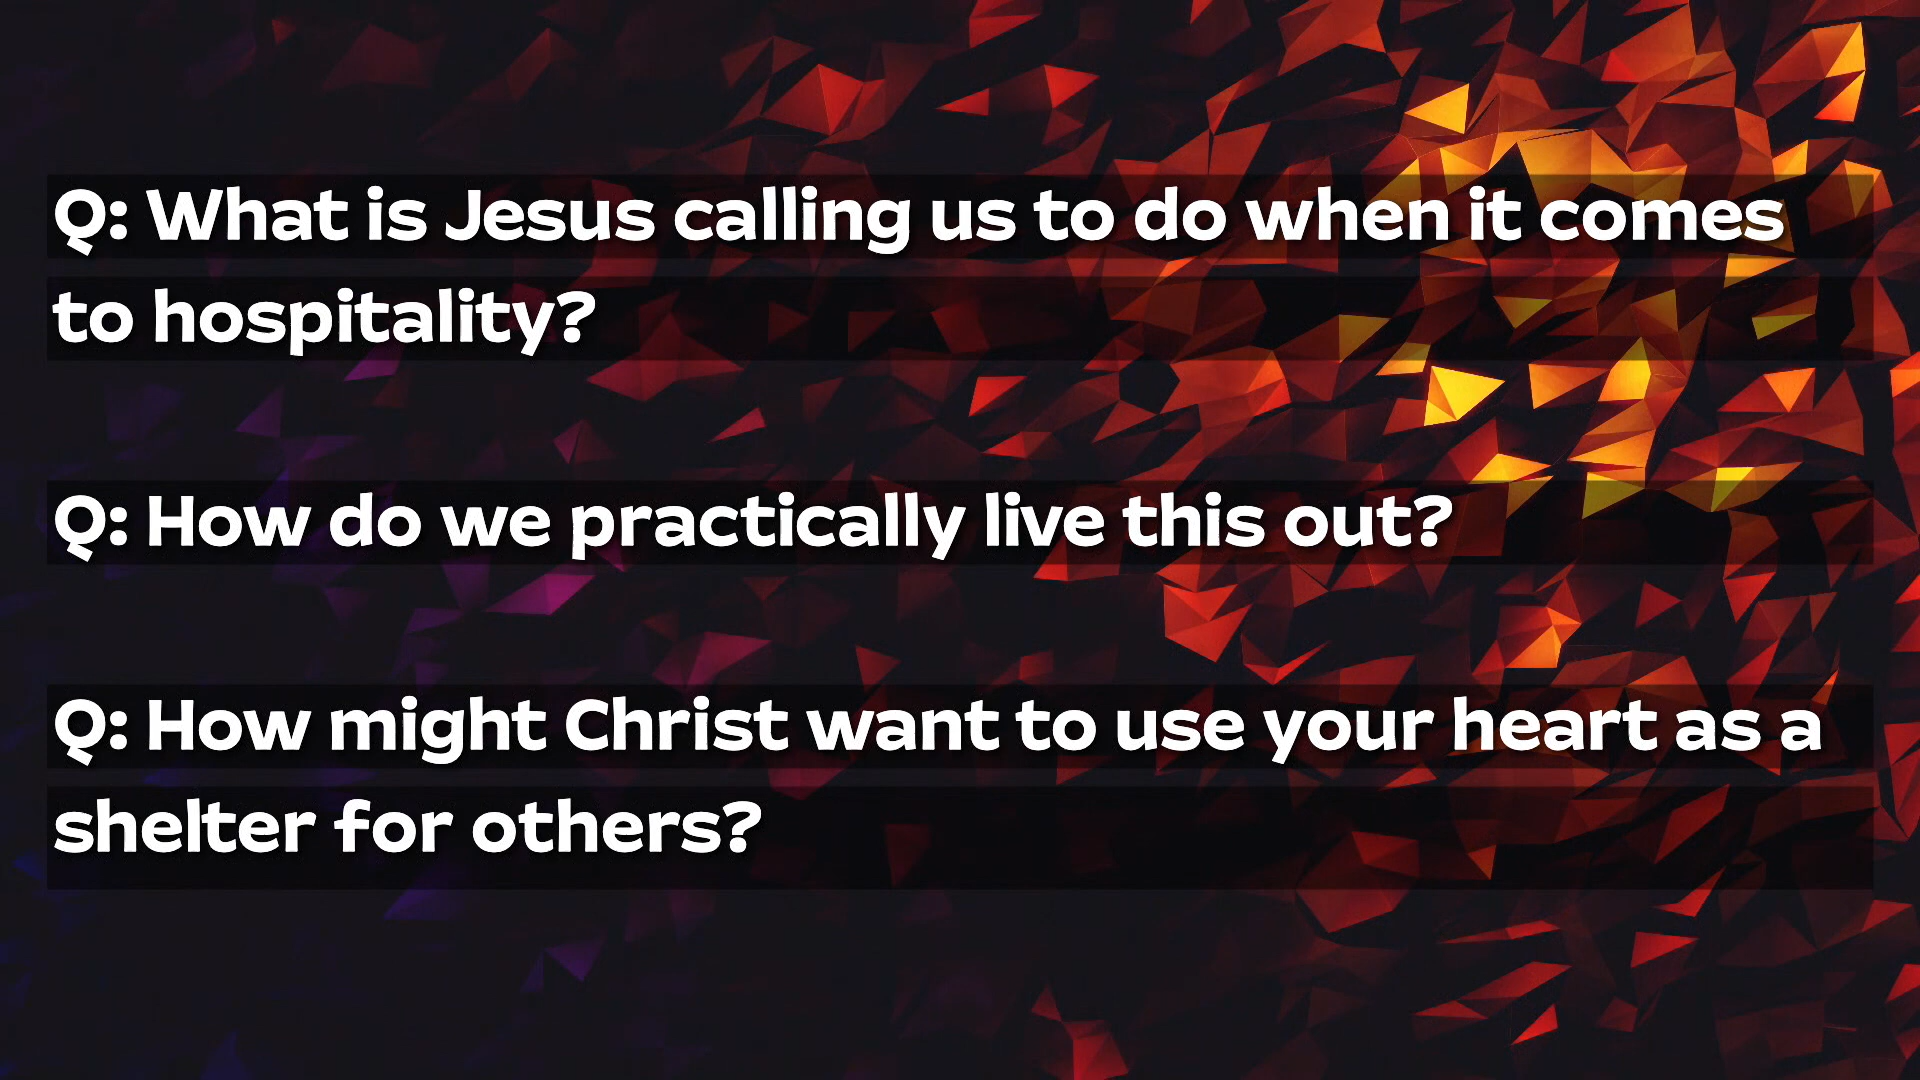 Q: What is Jesus calling us to do when it comes
to hospitality?
Q: How do we practically live this out?
Q: How might Christ want to use your heart as a
shelter for others?